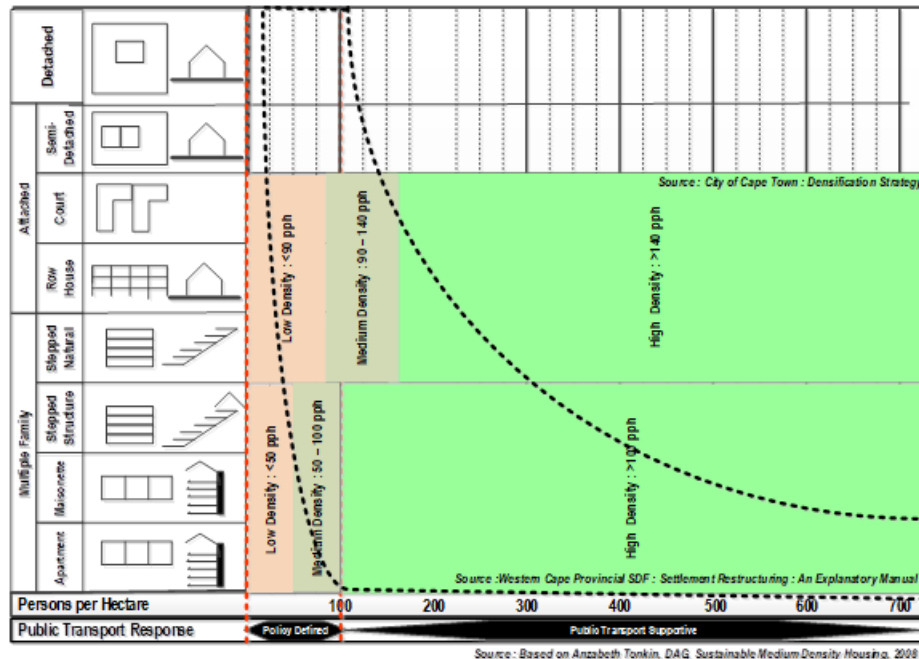 Detached
Attached
Semi-
Detached
Court
Row
House
Multiple Family
Stepped
Natural
Stepped
Structure
Maisonette
Apartment
Source : City of Cape Town : Densification Strategy
Low Density : <90 pph
Medium Density : 90 – 140 pph
High Density : >140 pph
Low Density : <50 pph
Medium Density : 50 – 100 pph
High Density : >100 pph
Source :Western Cape Provincial SDF : Settlement Restructuring : An Explanatory Manual
Persons per Hectare 100 200 300 400 500 600 700
Public Transport Response Policy Defined Public Transport Supportive
Source : Based on Anzabeth Tonkin, DAG, Sustainable Medium Density Housing, 2008